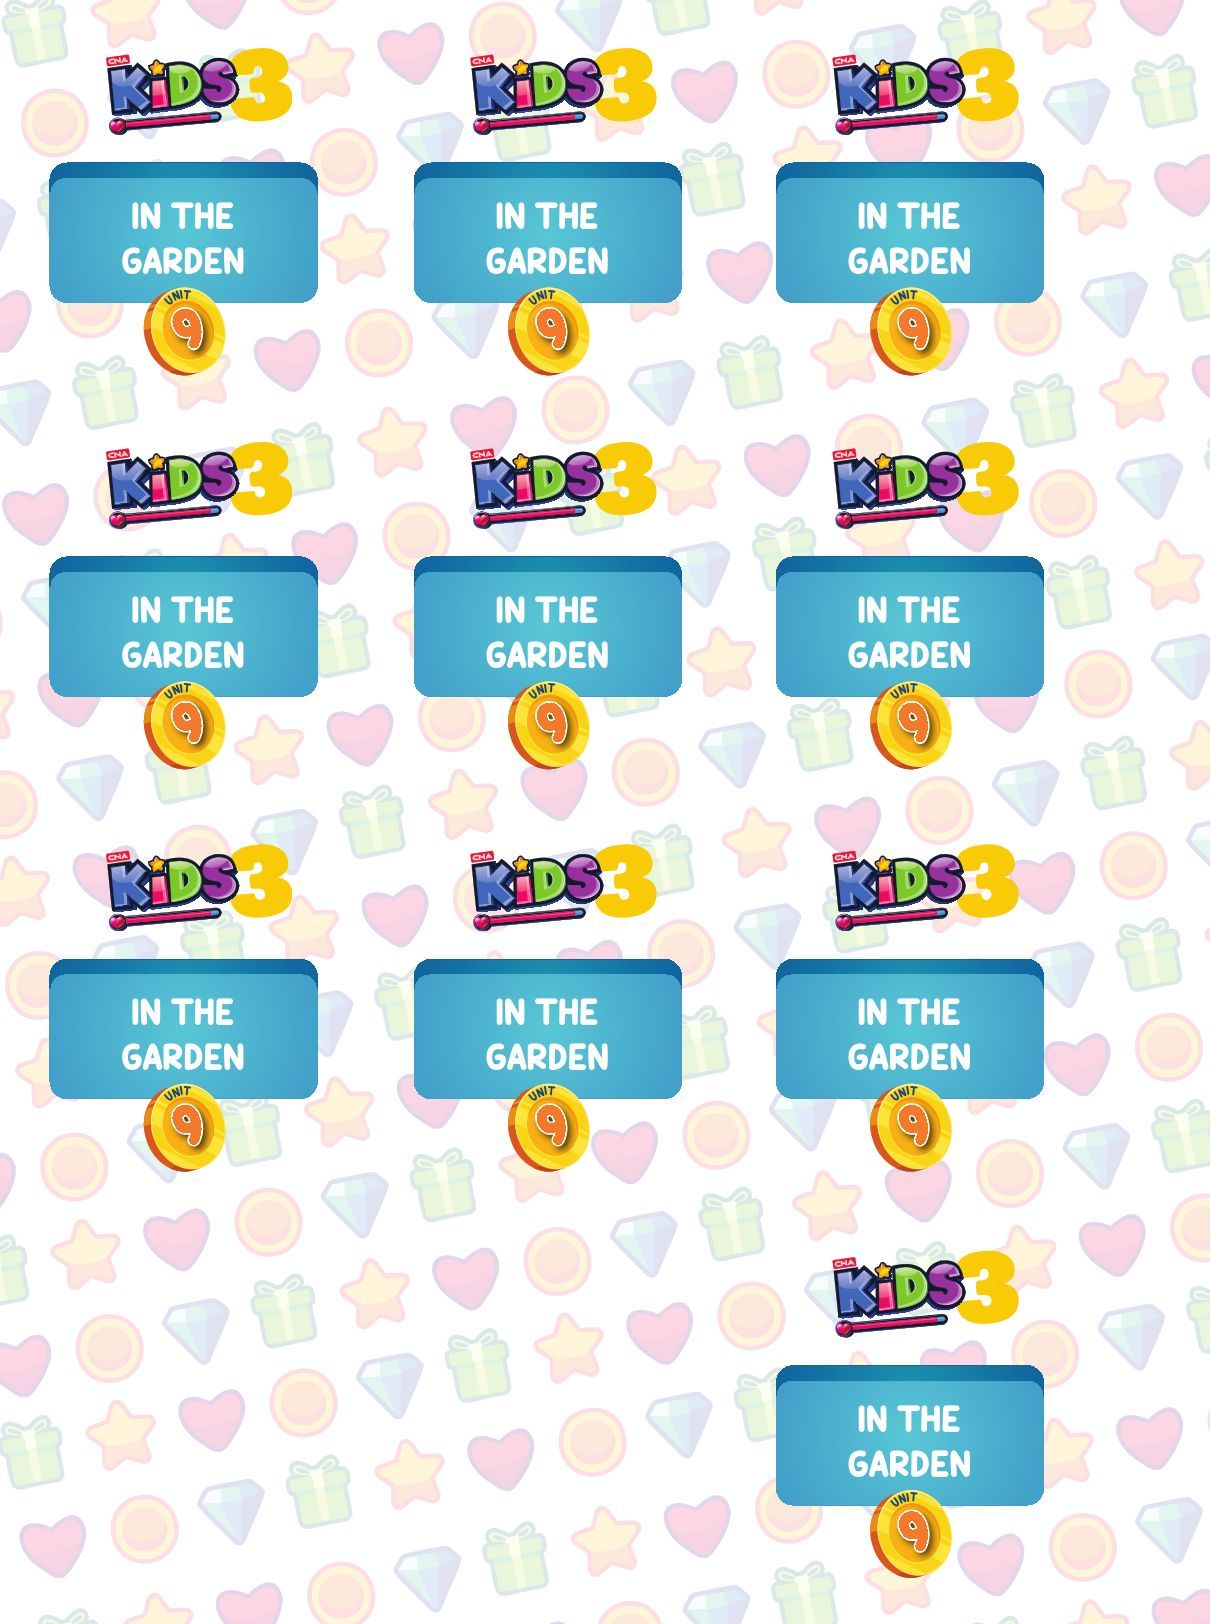 CNA
KiDS 3
CNA
KiDS 3
CNA
KiDS 3
IN THE
GARDEN
UNIT
9
IN THE
GARDEN
UNIT
9
IN THE
GARDEN
UNIT
9
CNA
KiDS 3
CNA
KiDS 3
CNA
KiDS 3
IN THE
GARDEN
UNIT
9
IN THE
GARDEN
UNIT
9
IN THE
GARDEN
UNIT
9
CNA
KiDS 3
CNA
KiDS 3
CNA
KiDS 3
IN THE
GARDEN
UNIT
9
IN THE
GARDEN
UNIT
9
IN THE
GARDEN
UNIT
9
CNA
KiDS 3
IN THE
GARDEN
UNIT
9